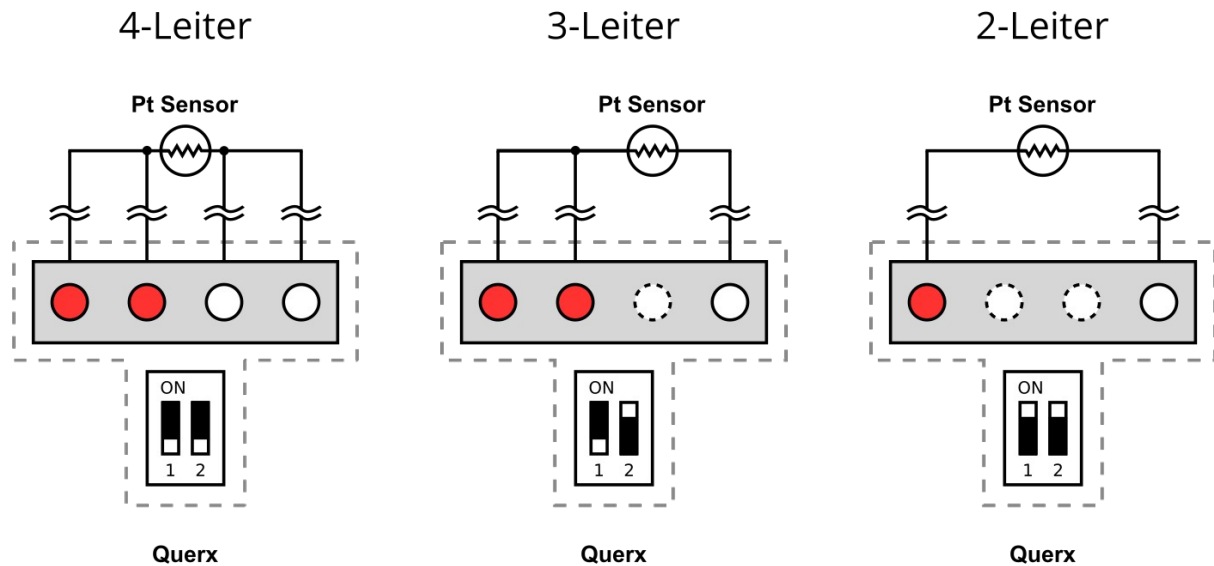 4-Leiter
3-Leiter
2-Leiter
Pt Sensor
Pt Sensor
Pt Sensor
ON
1 2
ON
1 2
ON
1 2
Querx
Querx
Querx